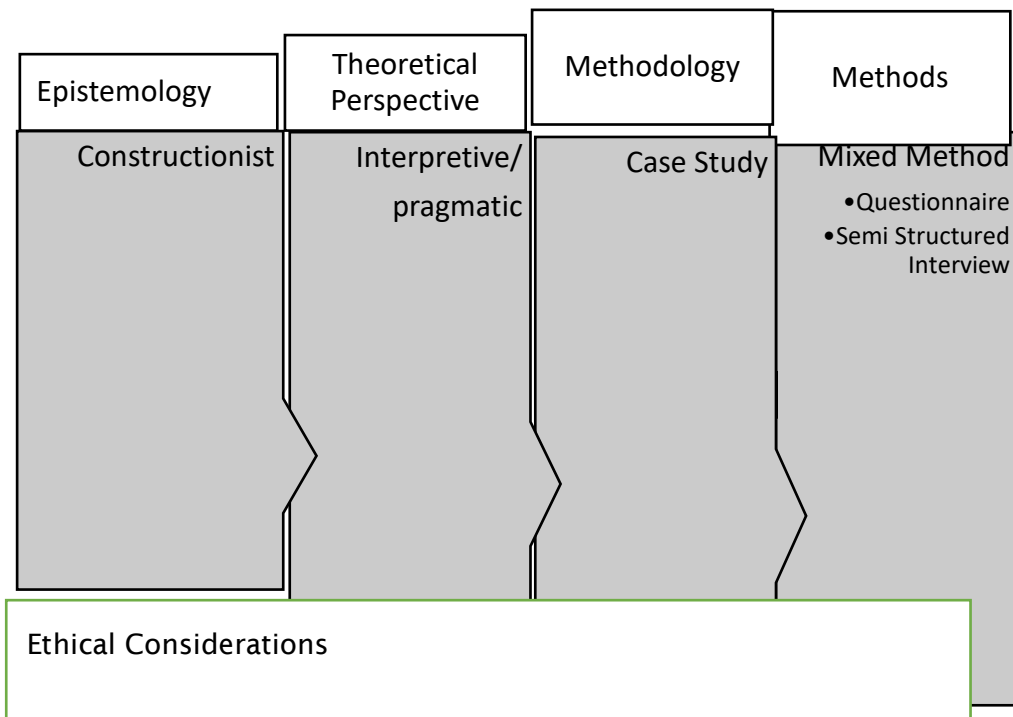 Epistemology
Theoretical
Perspective
Methodology
Methods
Constructionist
Interpretive/
pragmatic
Case Study
Mixed Method
•Questionnaire
•Semi Structured
Interview
Ethical Considerations